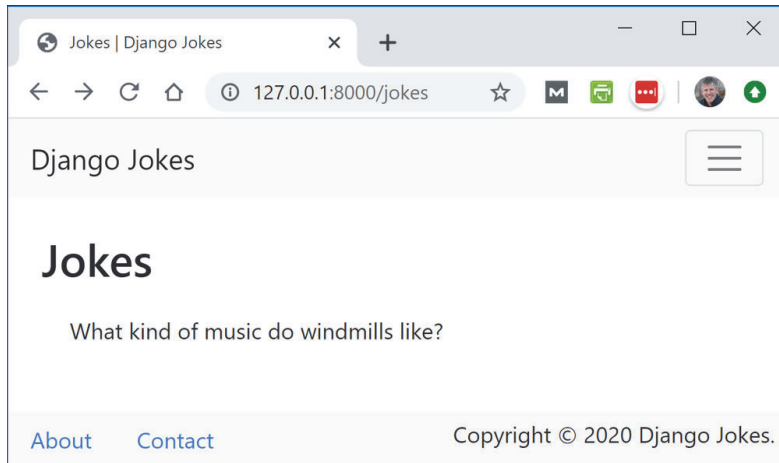 Jokes | Django Jokes
127.0.0.1:8000/jokes
Django Jokes
Jokes
What kind of music do windmills like?
About Contact Copyright © 2020 Django Jokes.